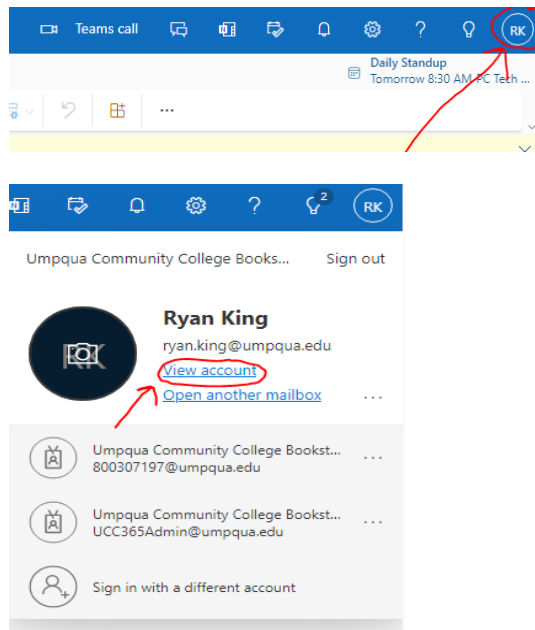 Teams call
RK
Daily Standup
Tomorrow 8:30 AM PC Tech ...
...
2
RK
Umpqua Community College Books... Sign out
RK
Ryan King
ryan.king@umpqua.edu
View account
Open another mailbox ...
Umpqua Community College Bookst... ...
800307197@umpqua.edu
Umpqua Community College Bookst... ...
UCC365Admin@umpqua.edu
Sign in with a different account